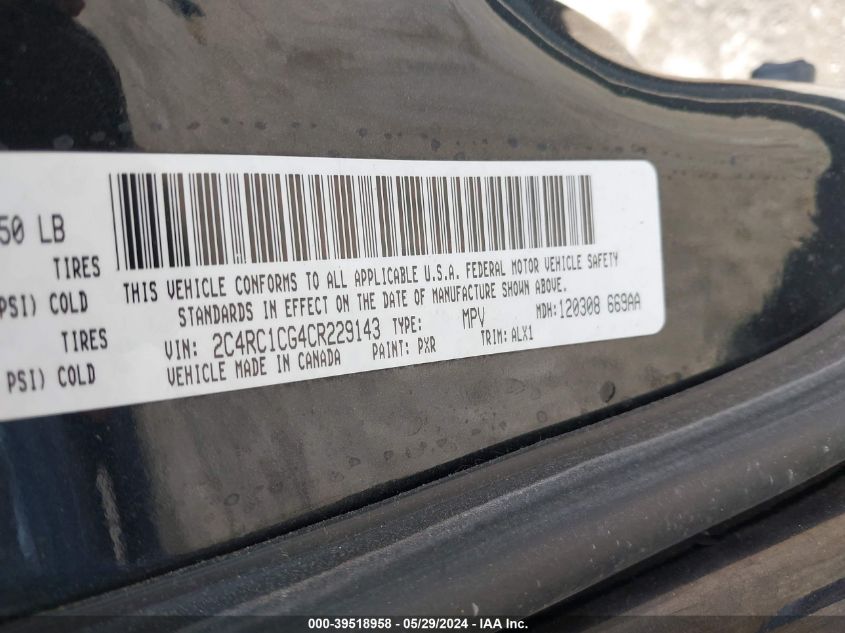 50 LB
TIRES
PSI) COLD
TIRES
PSI) COLD
THIS VEHICLE CONFORMS TO ALL APPLICABLE U.S.A. FEDERAL MOTOR VEHICLE SAFETY
STANDARDS IN EFFECT ON THE DATE OF MANUFACTURE SHOWN ABOVE.
VIN: 2C4RC1CG4CR229143 TYPE: MPV MDH:120308 669AA
VEHICLE MADE IN CANADA PAINT: PXR TRIM: ALX1
000-39518958 - 05/29/2024 - IAA Inc.